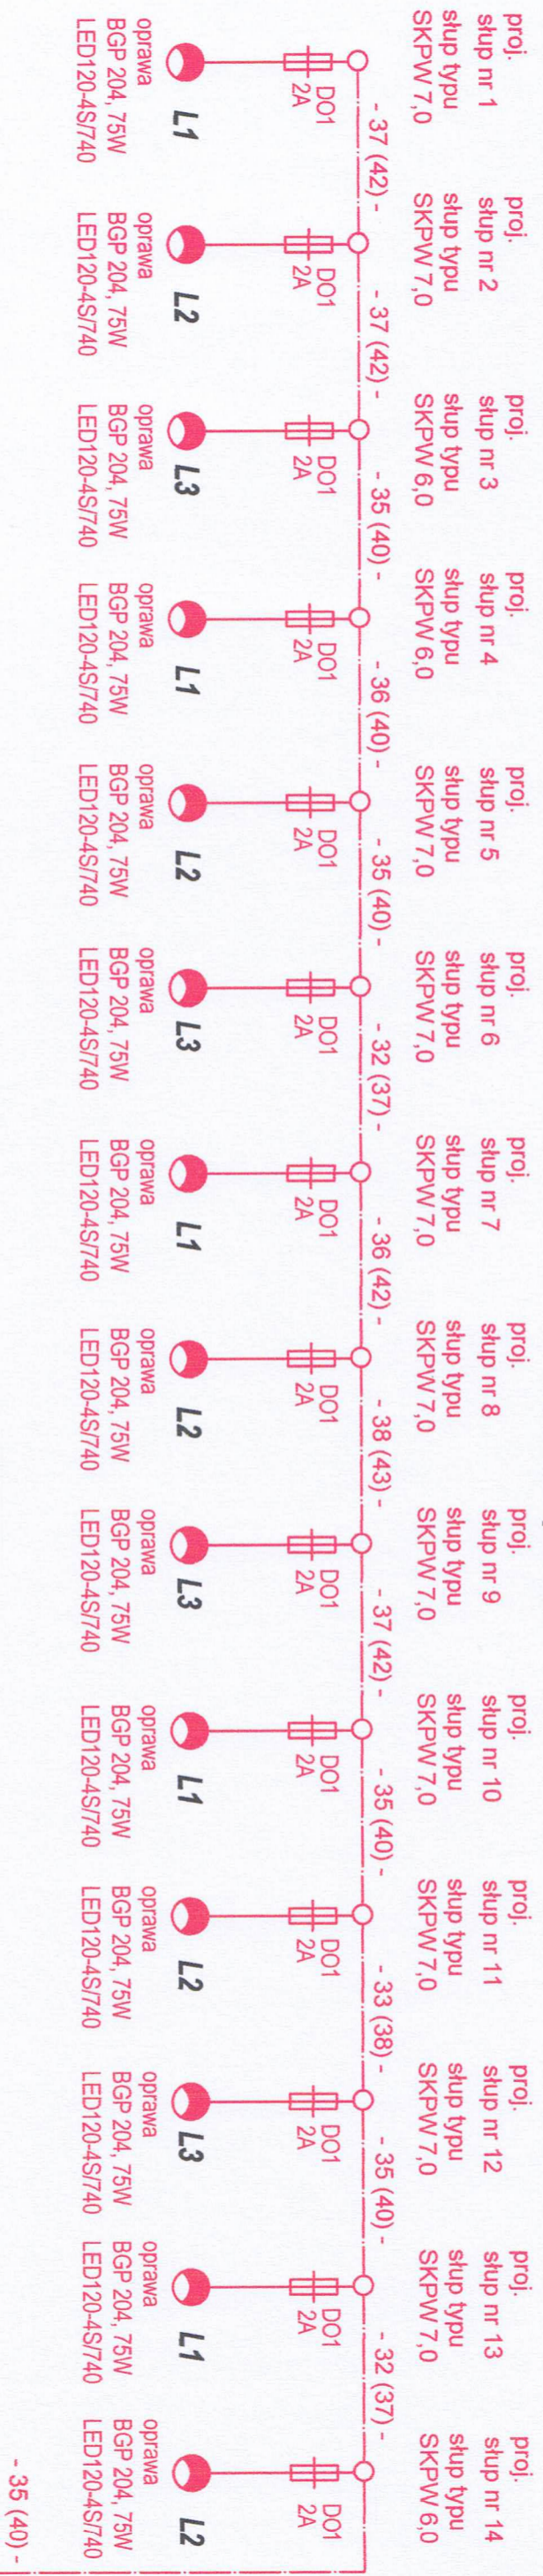 proj.
słup nr 1
słup typu
SKPW 7,0
DO1
2A
L1
oprawa
BGP 204, 75W
LED120-4S/740
- 37 (42) -
proj.
słup nr 2
słup typu
SKPW 7,0
DO1
2A
L2
oprawa
BGP 204, 75W
LED120-4S/740
- 37 (42) -
proj.
słup nr 3
słup typu
SKPW 6,0
DO1
2A
L3
oprawa
BGP 204, 75W
LED120-4S/740
- 35 (40) -
proj.
słup nr 4
słup typu
SKPW 6,0
DO1
2A
L1
oprawa
BGP 204, 75W
LED120-4S/740
- 36 (40) -
proj.
słup nr 5
słup typu
SKPW 7,0
DO1
2A
L2
oprawa
BGP 204, 75W
LED120-4S/740
- 35 (40) -
proj.
słup nr 6
słup typu
SKPW 7,0
DO1
2A
L3
oprawa
BGP 204, 75W
LED120-4S/740
- 32 (37) -
proj.
słup nr 7
słup typu
SKPW 7,0
DO1
2A
L1
oprawa
BGP 204, 75W
LED120-4S/740
- 36 (42) -
proj.
słup nr 8
słup typu
SKPW 7,0
DO1
2A
L2
oprawa
BGP 204, 75W
LED120-4S/740
- 38 (43) -
proj.
słup nr 9
słup typu
SKPW 7,0
DO1
2A
L3
oprawa
BGP 204, 75W
LED120-4S/740
- 37 (42) -
proj.
słup nr 10
słup typu
SKPW 7,0
DO1
2A
L1
oprawa
BGP 204, 75W
LED120-4S/740
- 35 (40) -
proj.
słup nr 11
słup typu
SKPW 7,0
DO1
2A
L2
oprawa
BGP 204, 75W
LED120-4S/740
- 33 (38) -
proj.
słup nr 12
słup typu
SKPW 7,0
DO1
2A
L3
oprawa
BGP 204, 75W
LED120-4S/740
- 35 (40) -
proj.
słup nr 13
słup typu
SKPW 7,0
DO1
2A
L1
oprawa
BGP 204, 75W
LED120-4S/740
- 32 (37) -
proj.
słup nr 14
słup typu
SKPW 6,0
DO1
2A
L2
oprawa
BGP 204, 75W
LED120-4S/740
- 35 (40) -